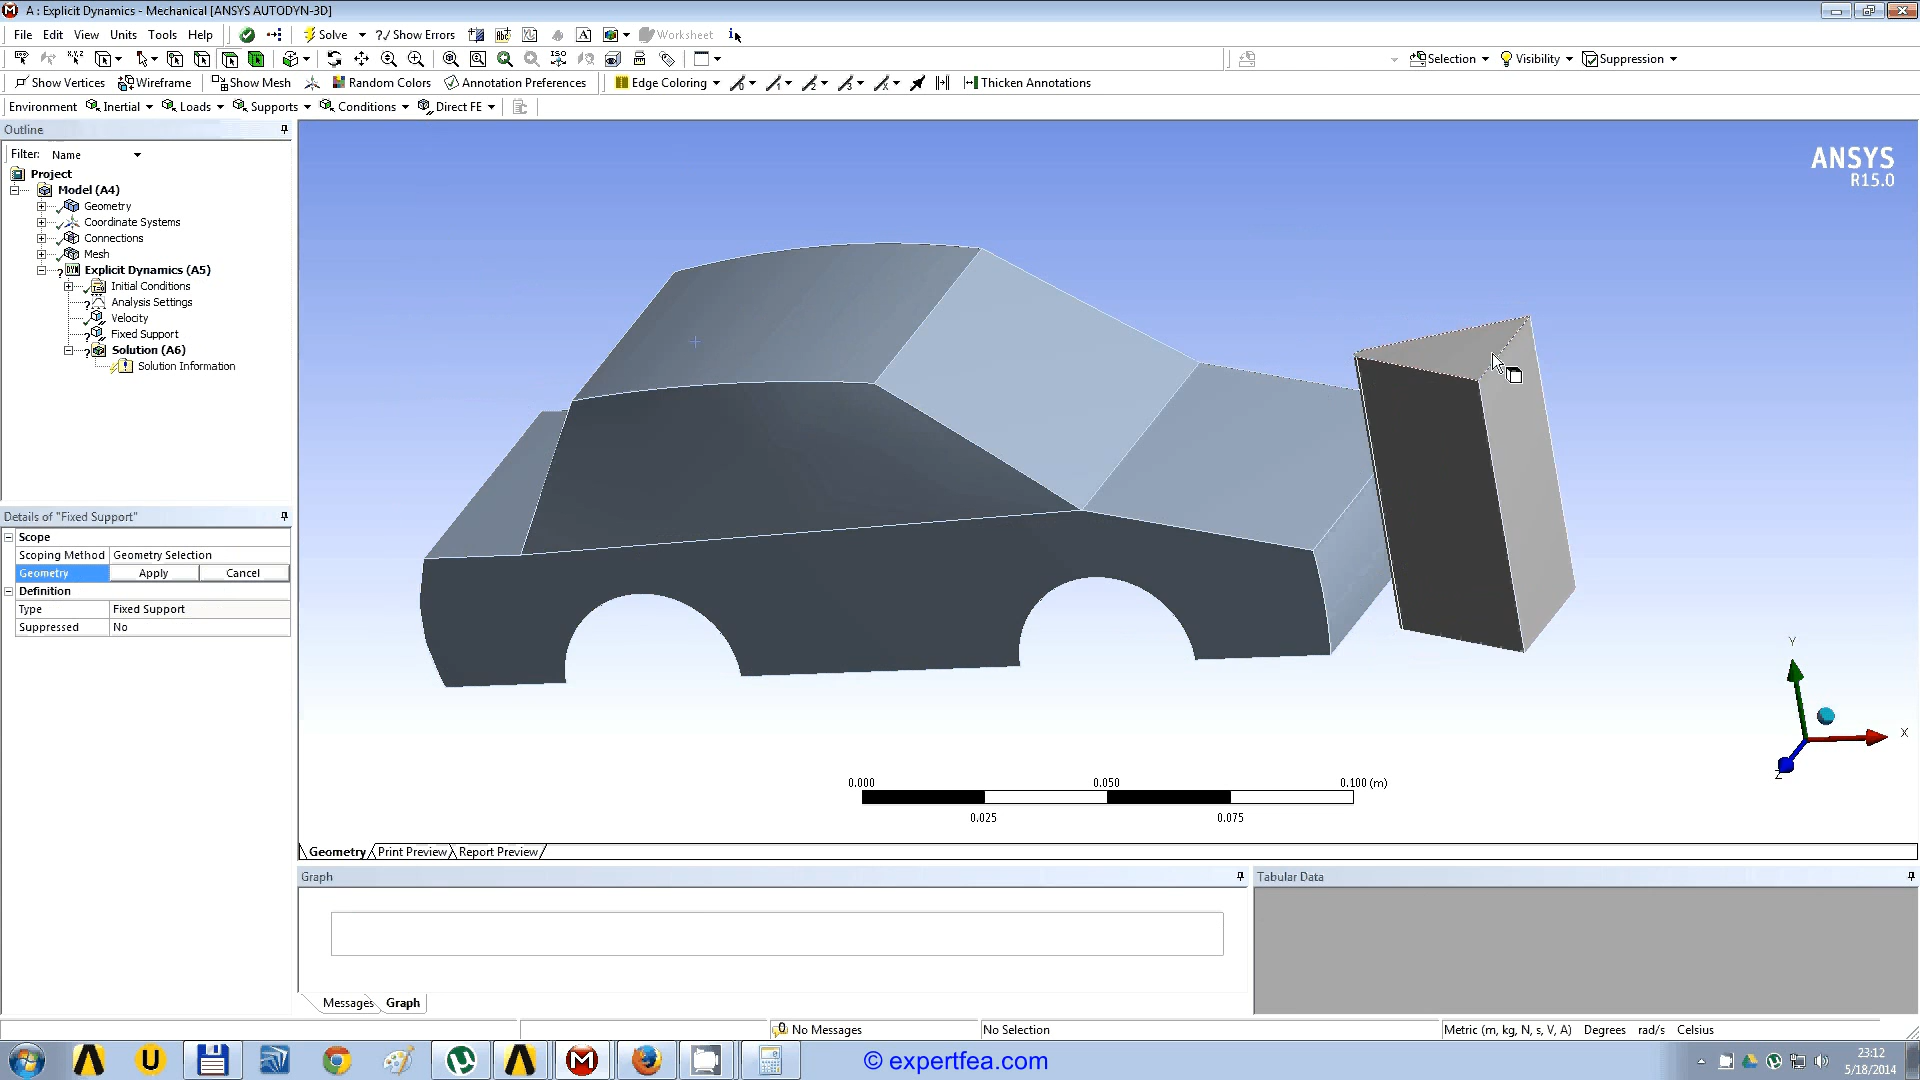 A : Explicit Dynamics - Mechanical [ANSYS AUTODYN-3D]
File Edit View Units Tools Help Solve ?/ Show Errors Worksheet
Selection Visibility Suppression
Show Vertices Wireframe Show Mesh Random Colors Annotation Preferences Edge Coloring Thicken Annotations
Environment Inertial Loads Supports Conditions Direct FE
Outline
Filter: Name
Project
Model (A4)
Geometry
Coordinate Systems
Connections
Mesh
Explicit Dynamics (A5)
Initial Conditions
Analysis Settings
Velocity
Fixed Support
Solution (A6)
Solution Information
Details of "Fixed Support"
Scope
Scoping Method Geometry Selection
Geometry Apply Cancel
Definition
Type Fixed Support
Suppressed No
ANSYS
R15.0
Y
X
Z
0.000 0.050 0.100 (m)
0.025 0.075
Geometry Print Preview Report Preview
Graph
Tabular Data
Messages Graph
0 No Messages No Selection Metric (m, kg, N, s, V, A) Degrees rad/s Celsius
© expertfea.com
23:12
5/18/2014